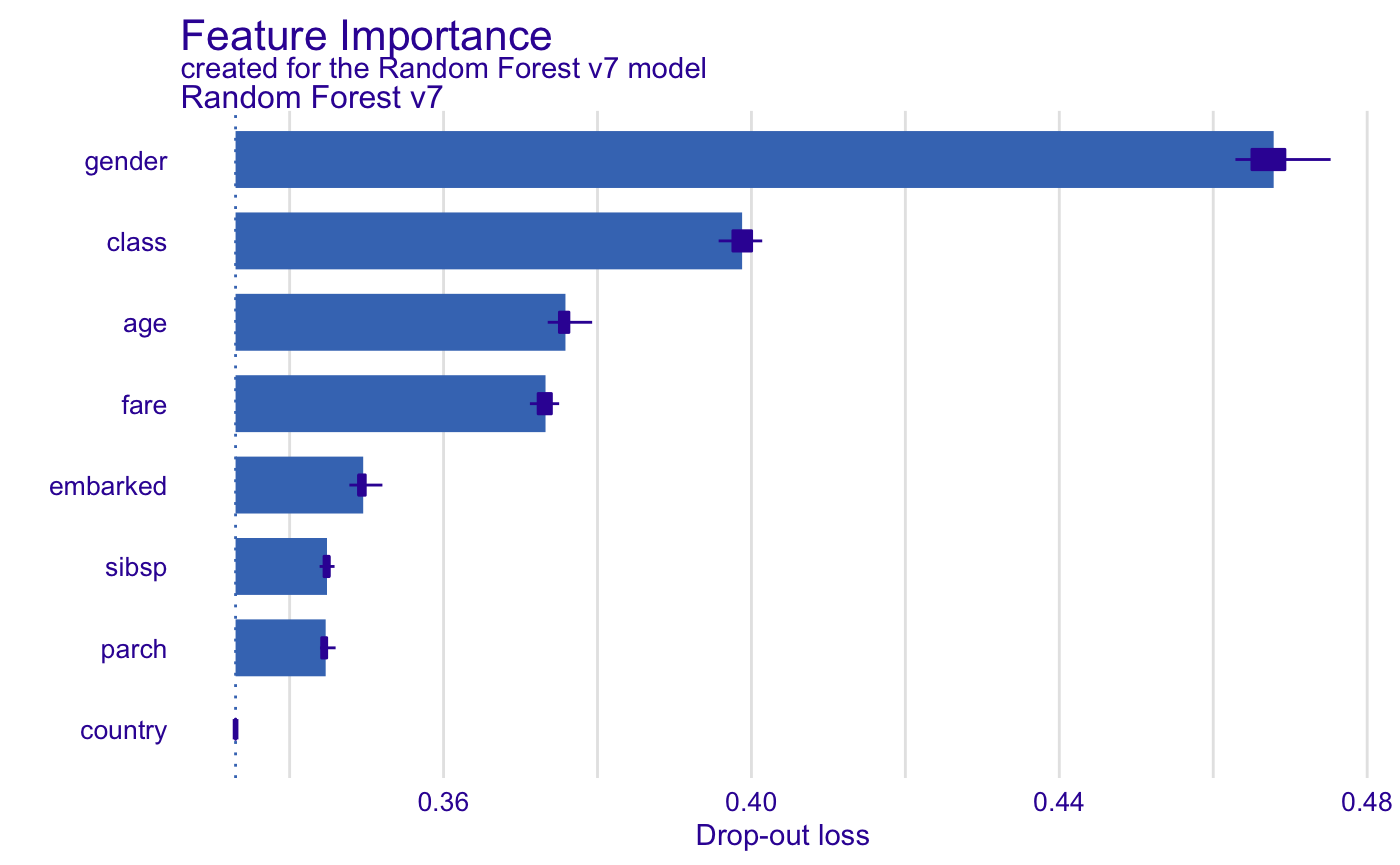 Feature Importance
created for the Random Forest v7 model
Random Forest v7
gender
class
age
fare
embarked
sibsp
parch
country
0.36 0.40 0.44 0.48
Drop-out loss